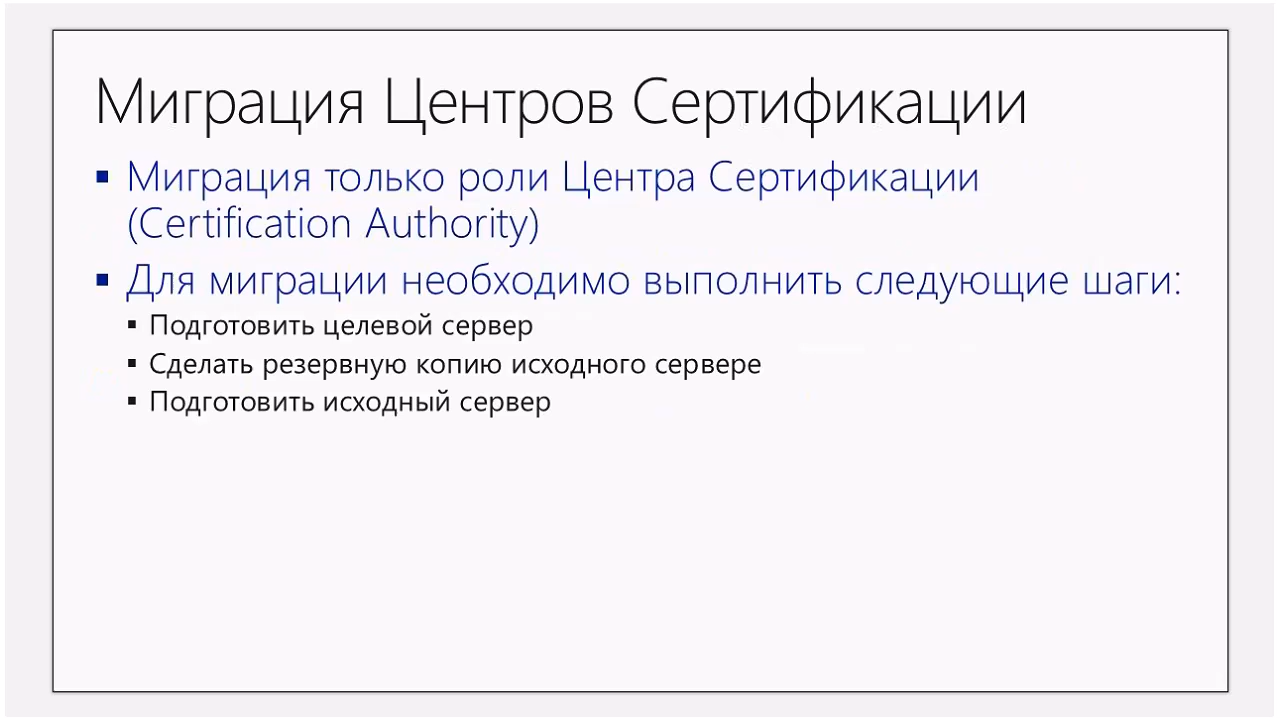 Миграция Центров Сертификации
▪ Миграция только роли Центра Сертификации
(Certification Authority)
▪ Для миграции необходимо выполнить следующие шаги:
▪ Подготовить целевой сервер
▪ Сделать резервную копию исходного сервере
▪ Подготовить исходный сервер